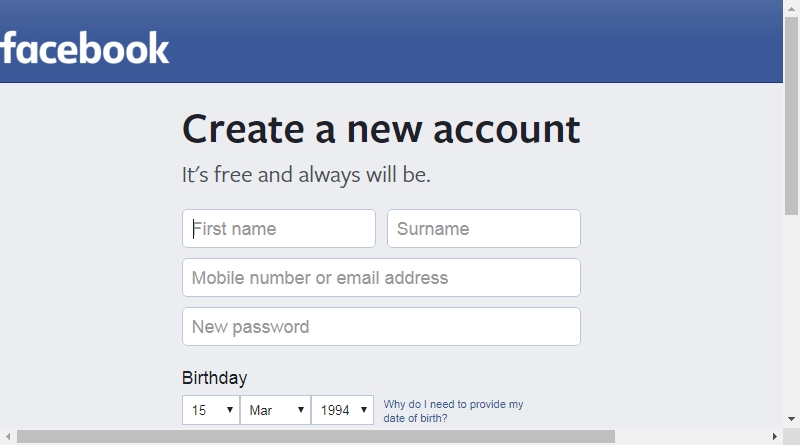 facebook
Create a new account
It's free and always will be.
First name Surname
Mobile number or email address
New password
Birthday
15 Mar 1994 Why do I need to provide my
date of birth?